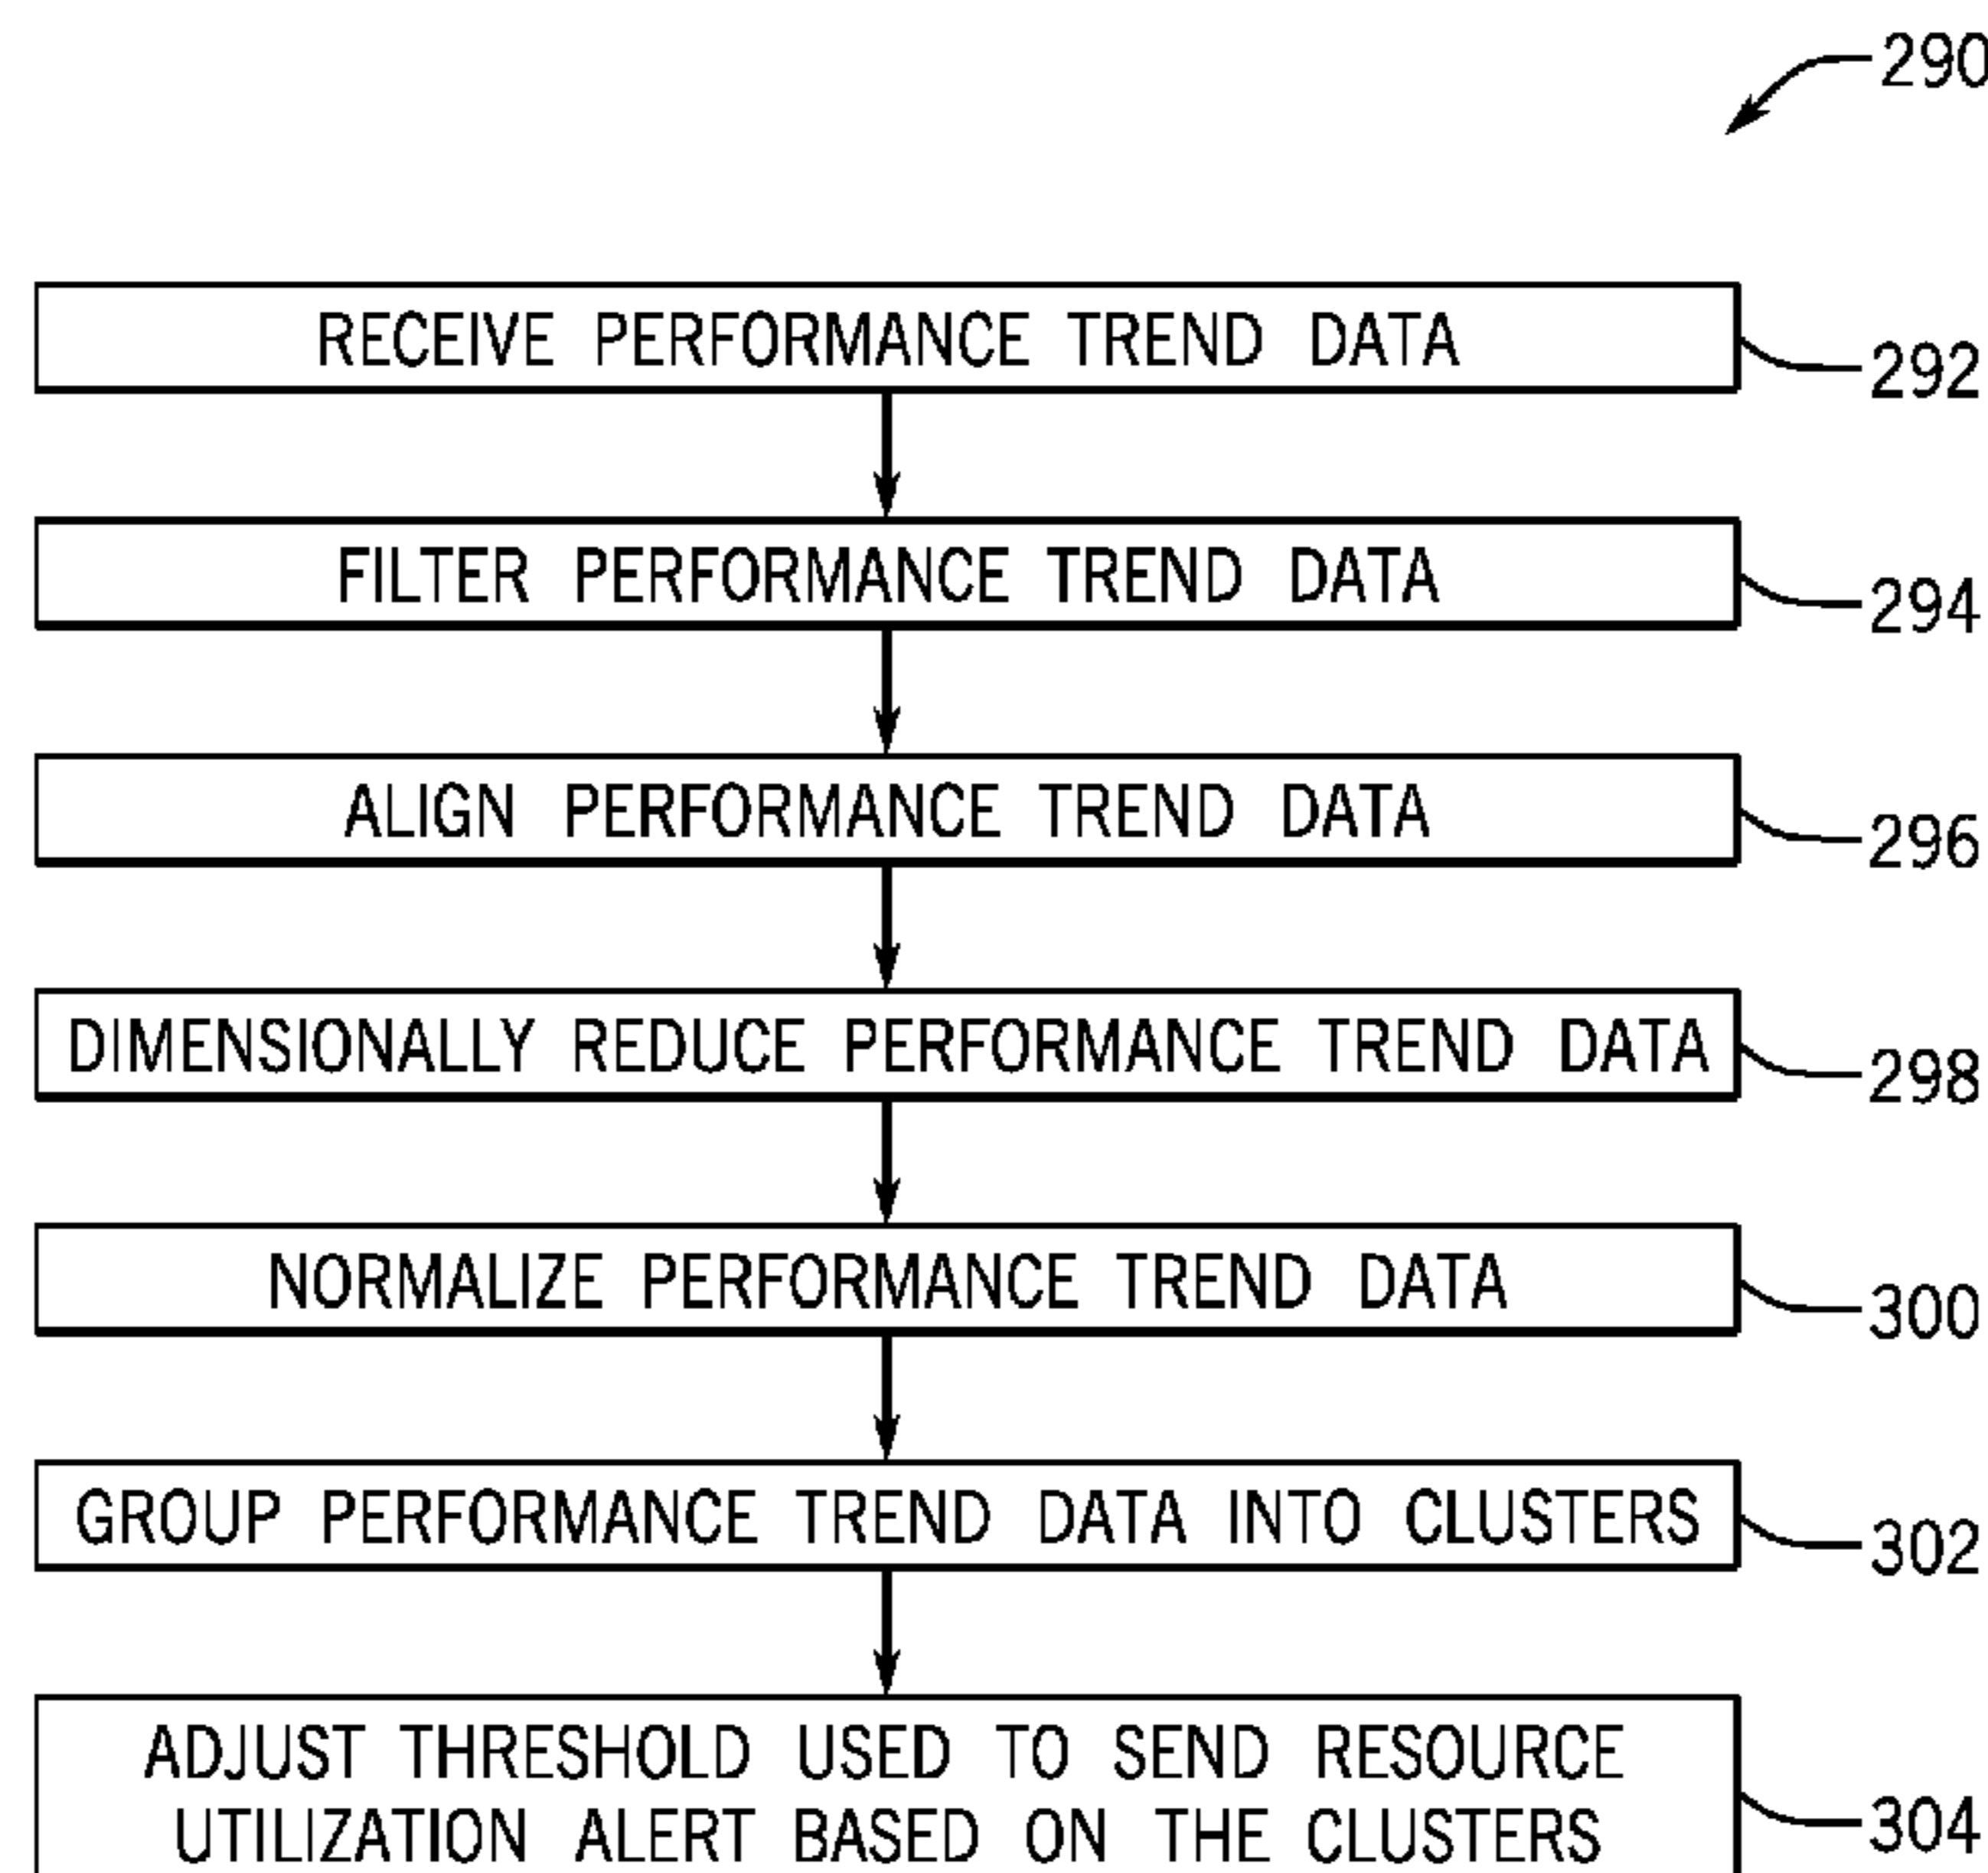 290
RECEIVE PERFORMANCE TREND DATA
292
FILTER PERFORMANCE TREND DATA
294
ALIGN PERFORMANCE TREND DATA
296
DIMENSIONALLY REDUCE PERFORMANCE TREND DATA
298
NORMALIZE PERFORMANCE TREND DATA
300
GROUP PERFORMANCE TREND DATA INTO CLUSTERS
302
ADJUST THRESHOLD USED TO SEND RESOURCE
UTILIZATION ALERT BASED ON THE CLUSTERS
304